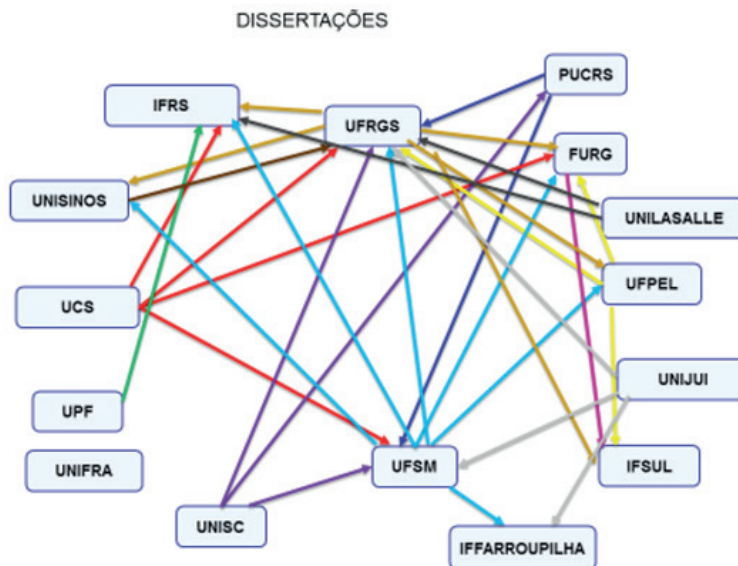 DISSERTAÇÕES
PUCRS
IFRS
UFRGS
FURG
UNISINOS
UNILASALLE
UFPEL
UCS
UNIJUI
UPF
UNIFRA
UFSM
IFSUL
UNISC
IFFARROUPILHA